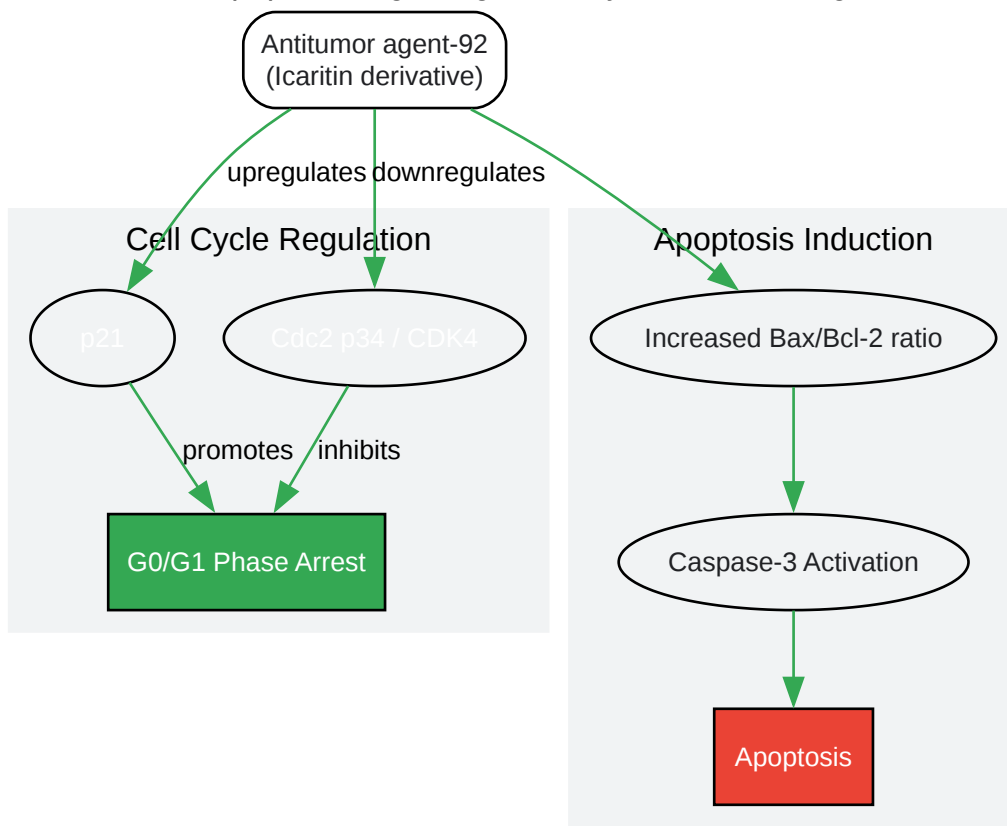 Antitumor agent-92
(Icaritin derivative)
upregulates
downregulates
Cell Cycle Regulation
Apoptosis Induction
p21
Cdc2 p34 / CDK4
Increased Bax/Bcl-2 ratio
promotes
inhibits
G0/G1 Phase Arrest
Caspase-3 Activation
Apoptosis